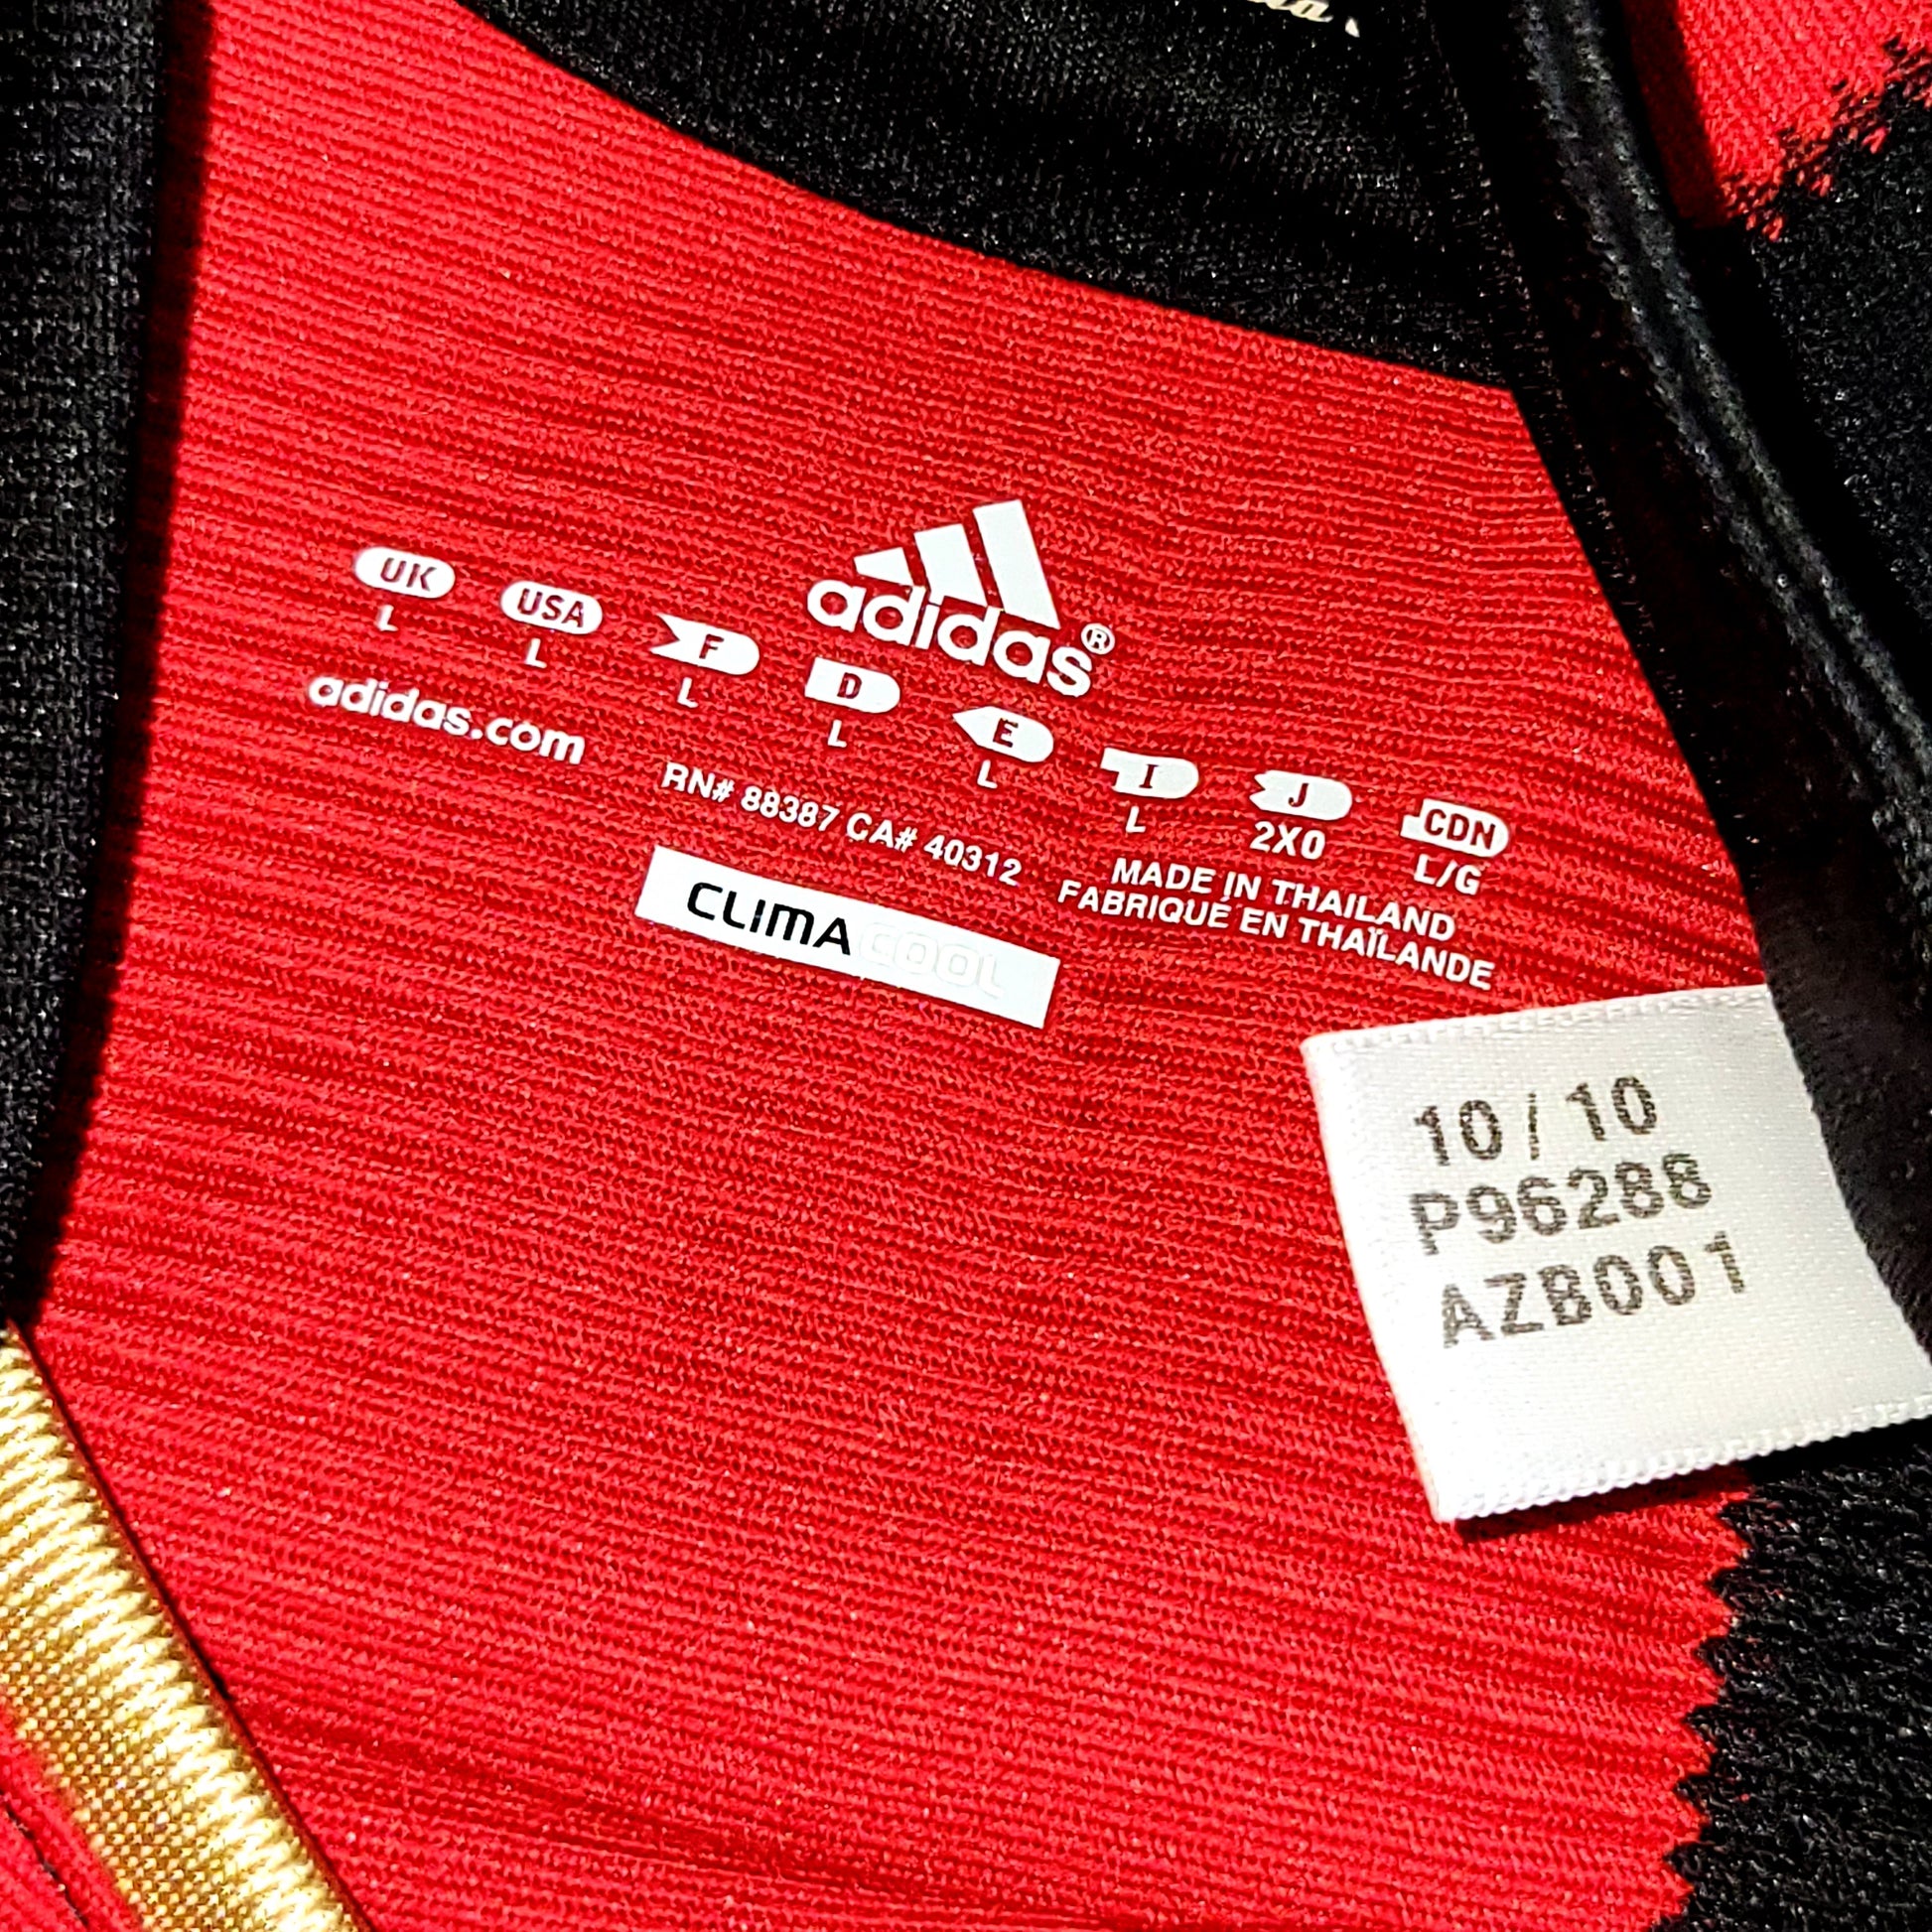 adidas®
UK USA F D E I J CDN
L L L L L L 2XO L/G
adidas.com
RN# 88387 CA# 40312
MADE IN THAILAND
FABRIQUÉ EN THAÏLANDE
CLIMACOOL
10/10
P96288
AZB001